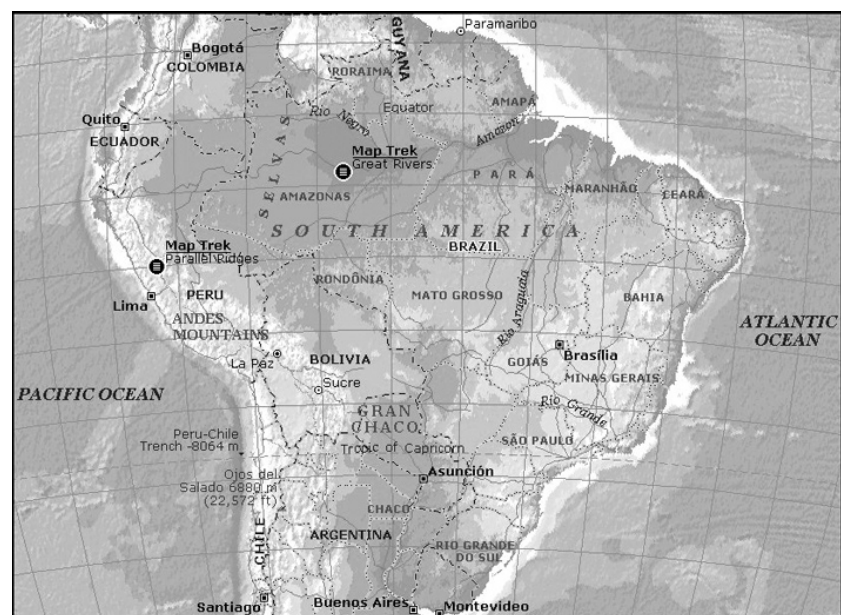 Paramaribo
GUYANA
Bogotá
COLOMBIA
RORAIMA
Equator
AMAPÁ
Rio Negro
Amazon
Quito
ECUADOR
SELVAS
Map Trek
Great Rivers
PARÁ
MARANHÃO
CEARÁ
AMAZONAS
SOUTH AMERICA
BRAZIL
Map Trek
Parallel Ridges
RONDÔNIA
MATO GROSSO
Rio Araguaia
BAHIA
Lima
PERU
ANDES
MOUNTAINS
ATLANTIC
OCEAN
La Paz
BOLIVIA
GOIÁS
Brasília
MINAS GERAIS
Sucre
PACIFIC OCEAN
GRAN
CHACO
Rio Grande
Peru-Chile
Trench -8064 m
Tropic of Capricorn
SÃO PAULO
Ojos del
Salado 6880 m
(22,572 ft)
Asunción
CHACO
CHILE
ARGENTINA
RIO GRANDE
DO SUL
Santiago
Buenos Aires
Montevideo